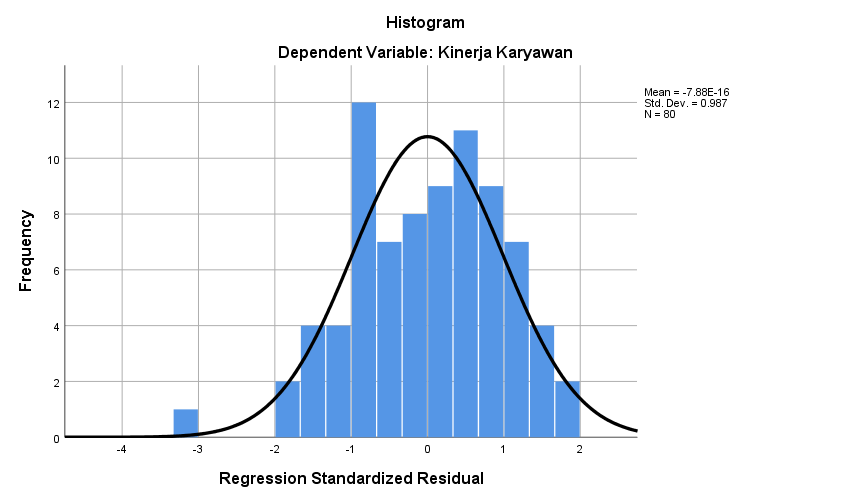 Histogram
Dependent Variable: Kinerja Karyawan
Mean = -7.88E-16
Std. Dev. = 0.987
N = 80
Frequency
12
10
8
6
4
2
0
-4 -3 -2 -1 0 1 2
Regression Standardized Residual